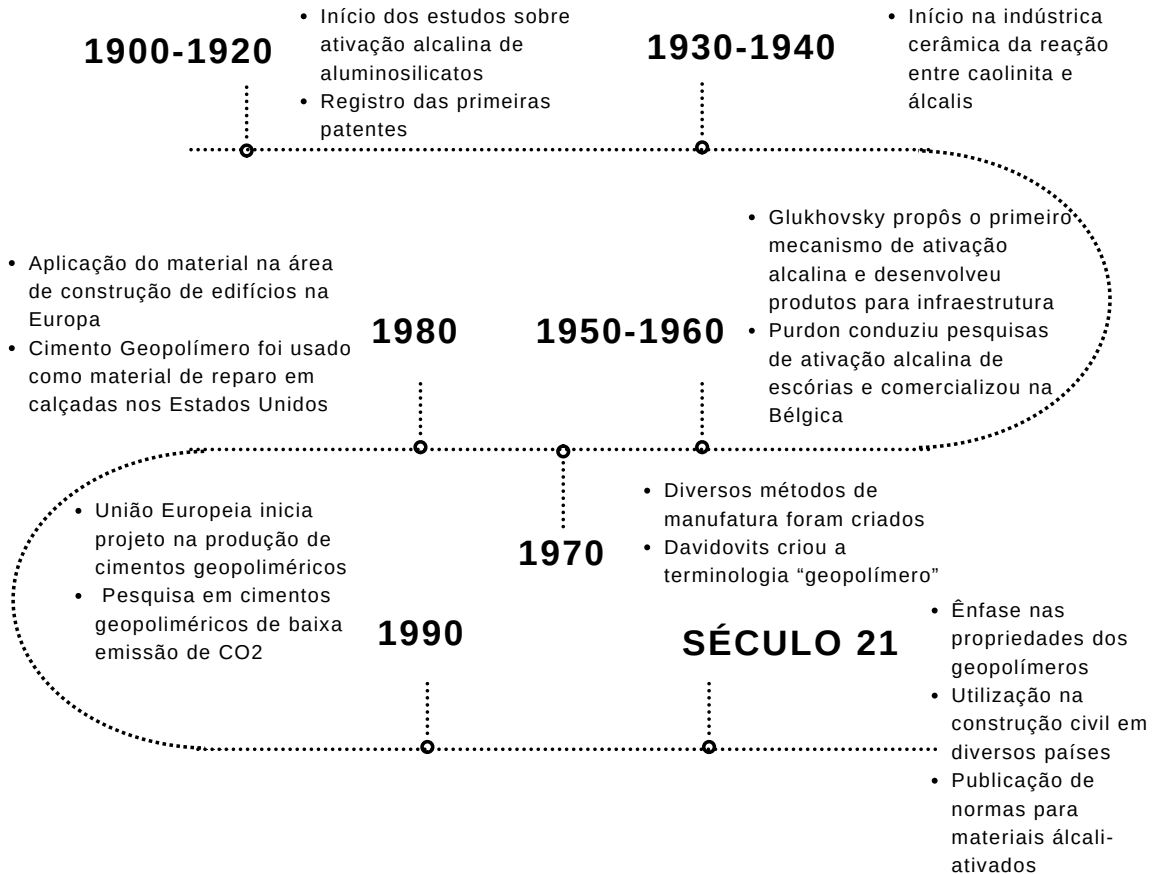 1900-1920
• Início dos estudos sobre
ativação alcalina de
aluminosilicatos
• Registro das primeiras
patentes
1930-1940
• Início na indústrica
cerâmica da reação
entre caolinita e
álcalis
1950-1960
• Glukhovsky propôs o primeiro
mecanismo de ativação
alcalina e desenvolveu
produtos para infraestrutura
• Purdon conduziu pesquisas
de ativação alcalina de
escórias e comercializou na
Bélgica
1970
• Diversos métodos de
manufatura foram criados
• Davidovits criou a
terminologia “geopolímero”
1980
• Aplicação do material na área
de construção de edifícios na
Europa
• Cimento Geopolímero foi usado
como material de reparo em
calçadas nos Estados Unidos
1990
• União Europeia inicia
projeto na produção de
cimentos geopoliméricos
• Pesquisa em cimentos
geopoliméricos de baixa
emissão de CO2
SÉCULO 21
• Ênfase nas
propriedades dos
geopolímeros
• Utilização na
construção civil em
diversos países
• Publicação de
normas para
materiais álcali-
ativados